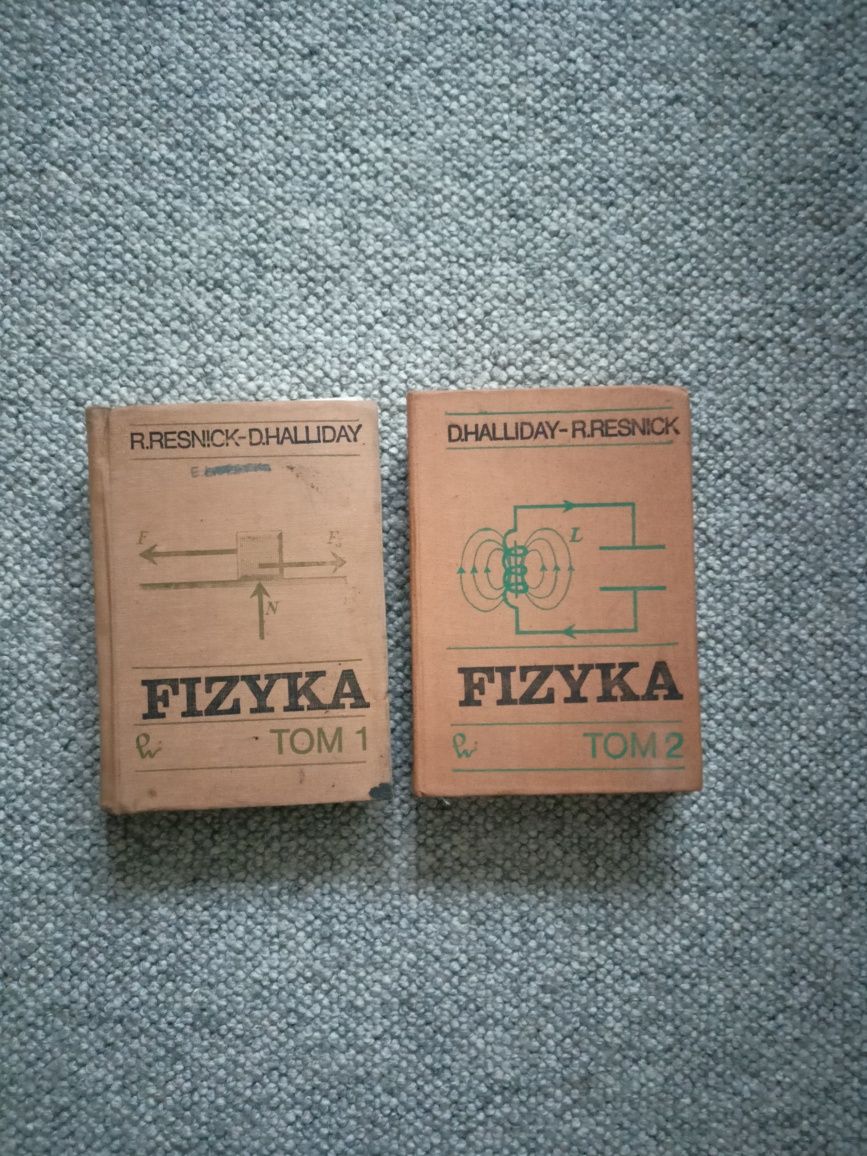 R.RESNICK-D.HALLIDAY
F
N
FIZYKA
TOM 1
D.HALLIDAY-R.RESNICK
L
FIZYKA
TOM 2